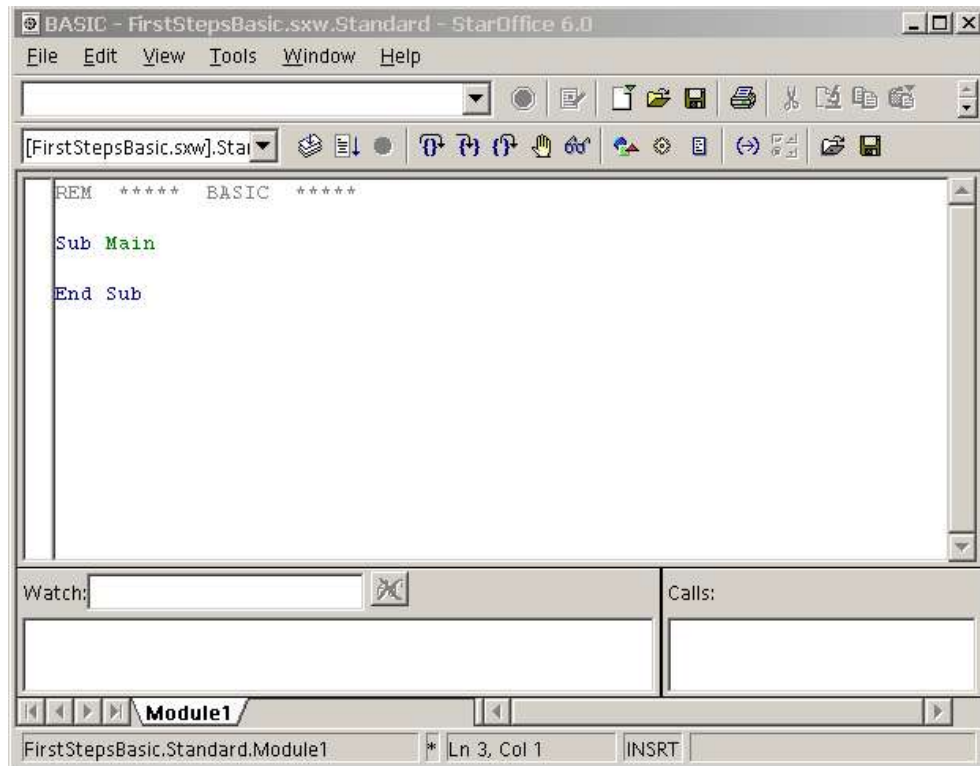 BASIC - FirstStepsBasic.sxw.Standard - StarOffice 6.0
File Edit View Tools Window Help
[FirstStepsBasic.sxw].Sta
REM ***** BASIC *****
Sub Main
End Sub
Watch:
Calls:
Module1
FirstStepsBasic.Standard.Module1 * Ln 3, Col 1 INSRT